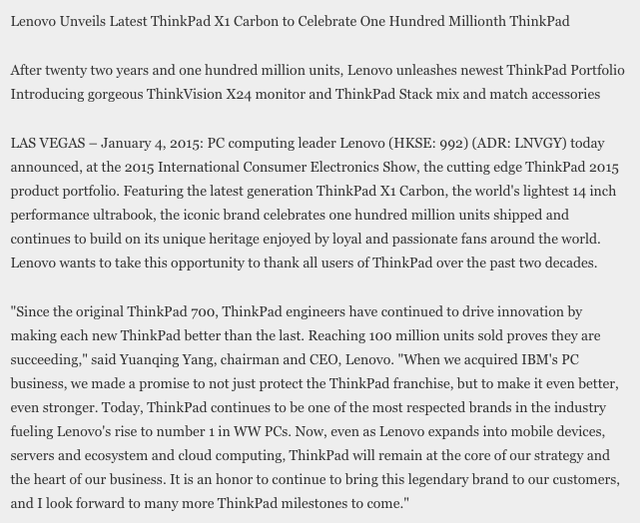 Lenovo Unveils Latest ThinkPad X1 Carbon to Celebrate One Hundred Millionth ThinkPad
After twenty two years and one hundred million units, Lenovo unleashes newest ThinkPad Portfolio
Introducing gorgeous ThinkVision X24 monitor and ThinkPad Stack mix and match accessories
LAS VEGAS – January 4, 2015: PC computing leader Lenovo (HKSE: 992) (ADR: LNVGY) today
announced, at the 2015 International Consumer Electronics Show, the cutting edge ThinkPad 2015
product portfolio. Featuring the latest generation ThinkPad X1 Carbon, the world's lightest 14 inch
performance ultrabook, the iconic brand celebrates one hundred million units shipped and
continues to build on its unique heritage enjoyed by loyal and passionate fans around the world.
Lenovo wants to take this opportunity to thank all users of ThinkPad over the past two decades.
"Since the original ThinkPad 700, ThinkPad engineers have continued to drive innovation by
making each new ThinkPad better than the last. Reaching 100 million units sold proves they are
succeeding," said Yuanqing Yang, chairman and CEO, Lenovo. "When we acquired IBM's PC
business, we made a promise to not just protect the ThinkPad franchise, but to make it even better,
even stronger. Today, ThinkPad continues to be one of the most respected brands in the industry
fueling Lenovo's rise to number 1 in WW PCs. Now, even as Lenovo expands into mobile devices,
servers and ecosystem and cloud computing, ThinkPad will remain at the core of our strategy and
the heart of our business. It is an honor to continue to bring this legendary brand to our customers,
and I look forward to many more ThinkPad milestones to come."